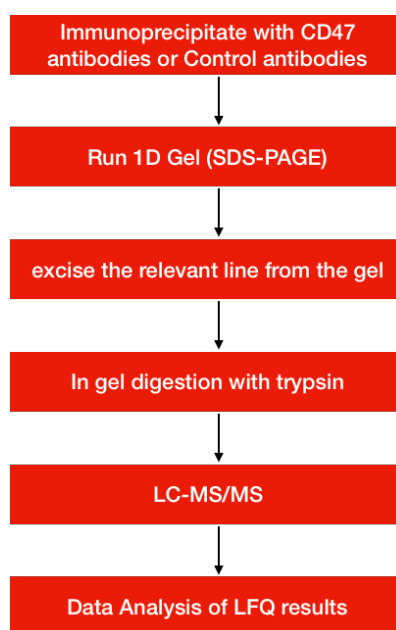 Immunoprecipitate with CD47
antibodies or Control antibodies
Run 1D Gel (SDS-PAGE)
excise the relevant line from the gel
In gel digestion with trypsin
LC-MS/MS
Data Analysis of LFQ results